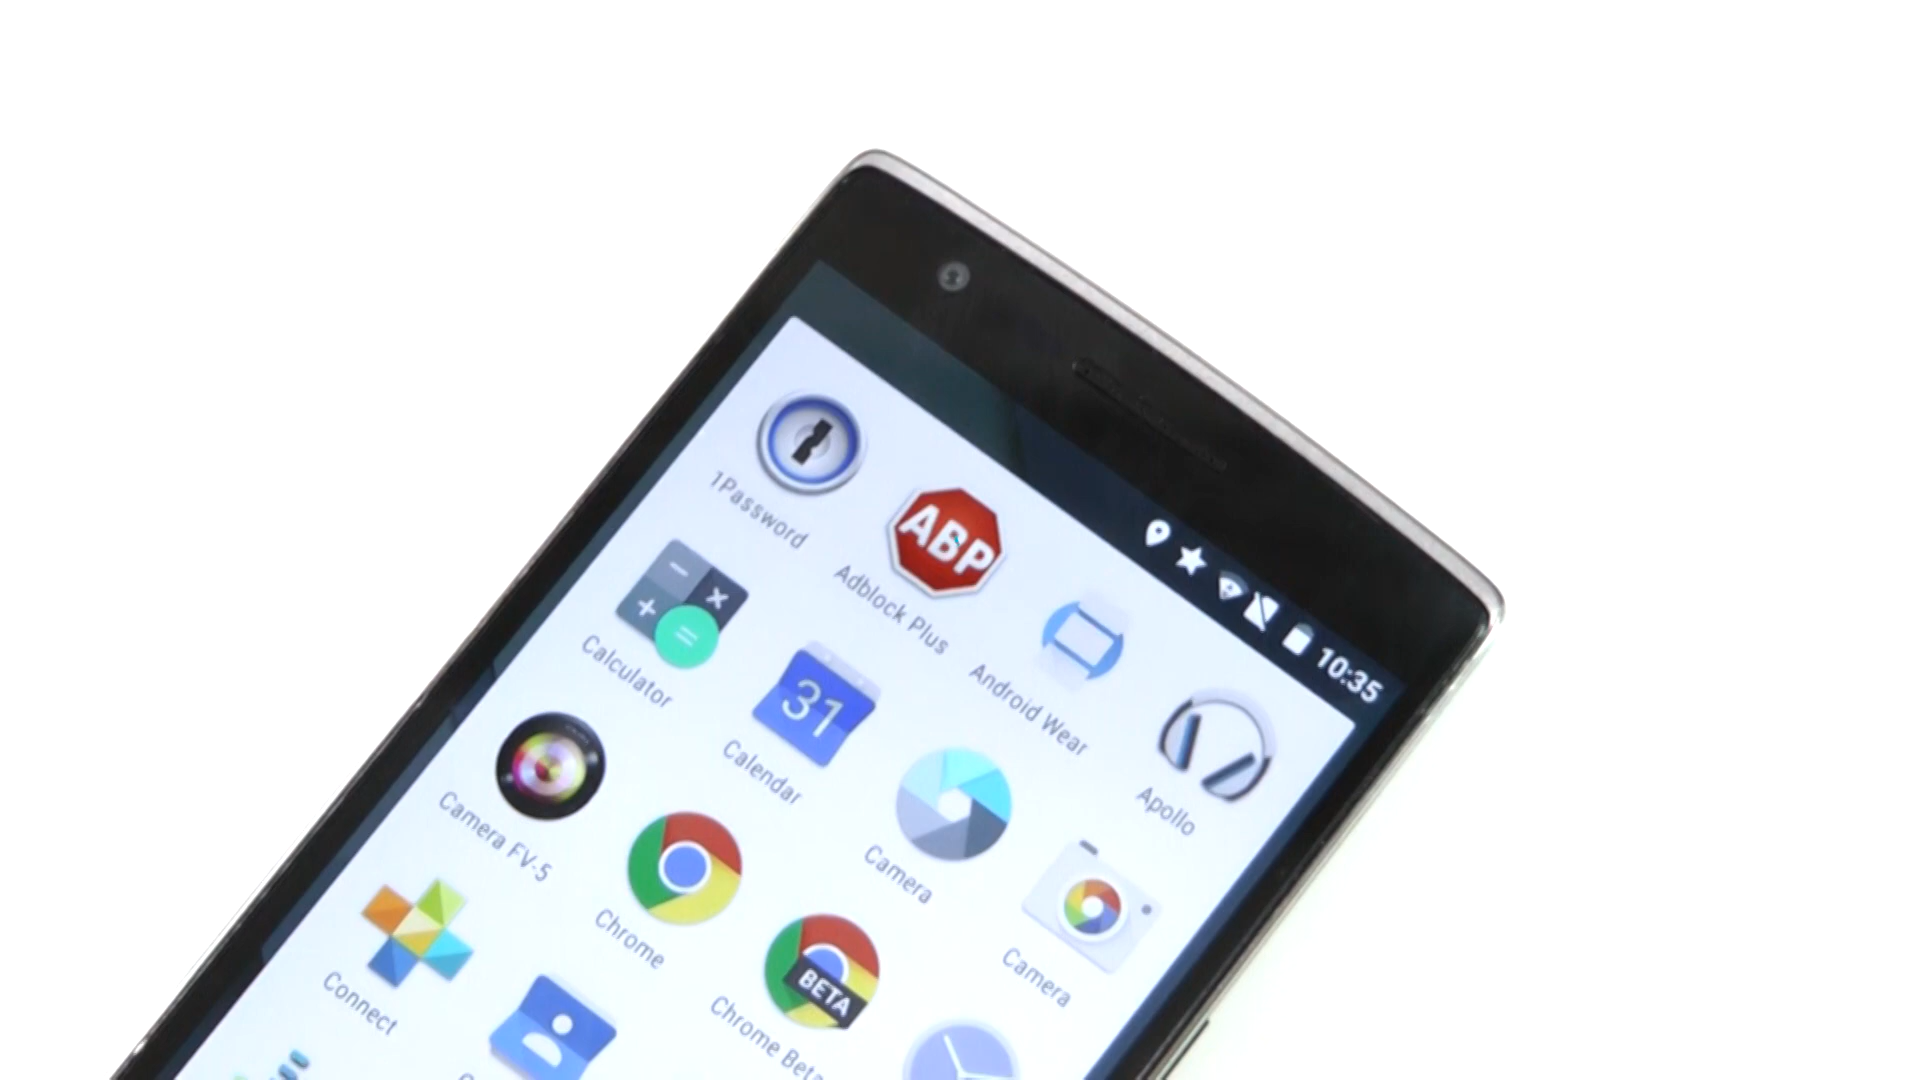 10:35
1Password
ABP
Adblock Plus
Android Wear
Apollo
Calculator
31
Calendar
Camera
Camera
Camera FV-5
Chrome
BETA
Chrome Beta
Connect